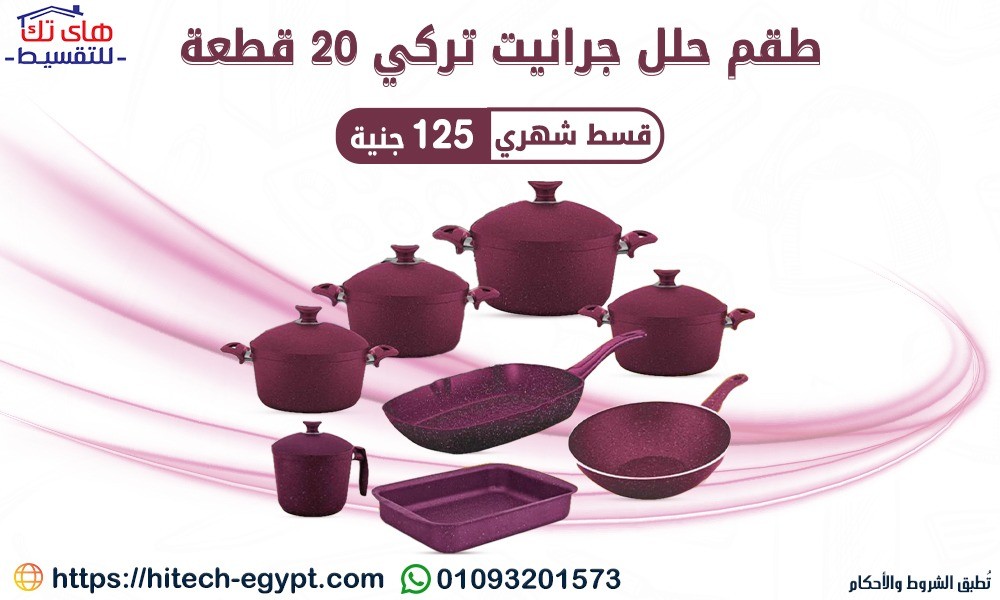 هاى تك
-للتقسيط-
طقم حلل جرانيت تركي 20 قطعة
قسط شهري 125 جنية
https://hitech-egypt.com 01093201573
تُطبق الشروط والأحكام